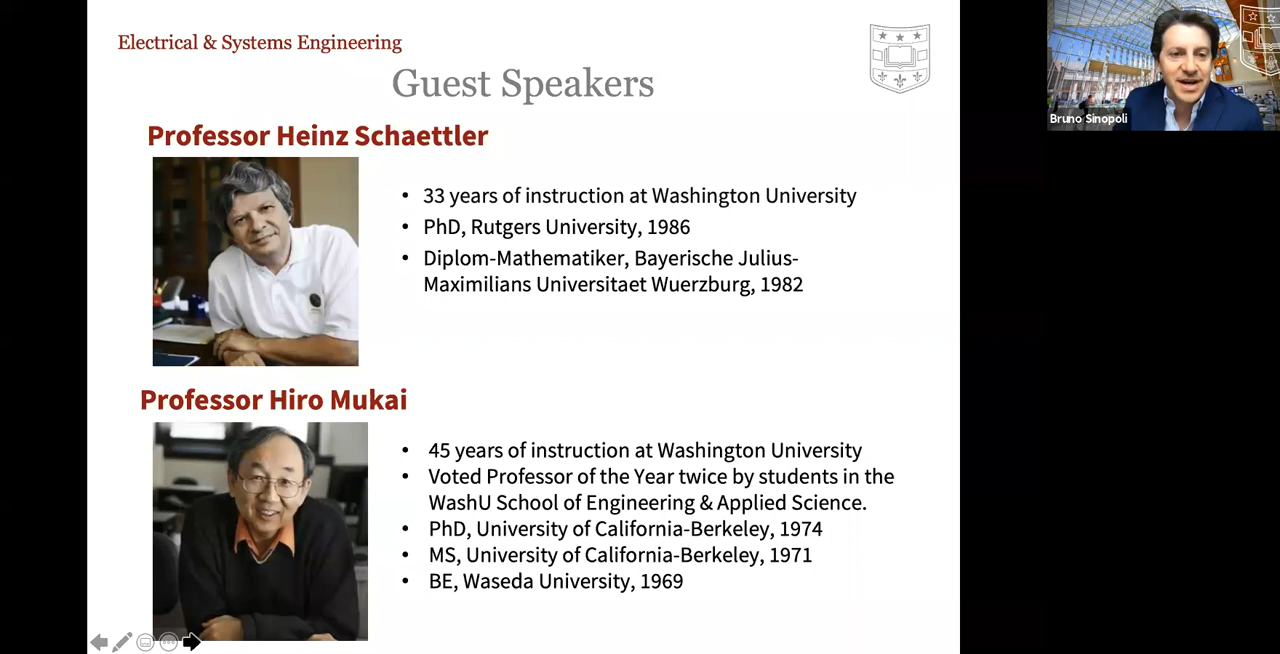 Electrical & Systems Engineering
Guest Speakers
Bruno Sinopoli
Professor Heinz Schaettler
• 33 years of instruction at Washington University
• PhD, Rutgers University, 1986
• Diplom-Mathematiker, Bayerische Julius-
Maximilians Universitaet Wuerzburg, 1982
Professor Hiro Mukai
• 45 years of instruction at Washington University
• Voted Professor of the Year twice by students in the
WashU School of Engineering & Applied Science.
• PhD, University of California-Berkeley, 1974
• MS, University of California-Berkeley, 1971
• BE, Waseda University, 1969